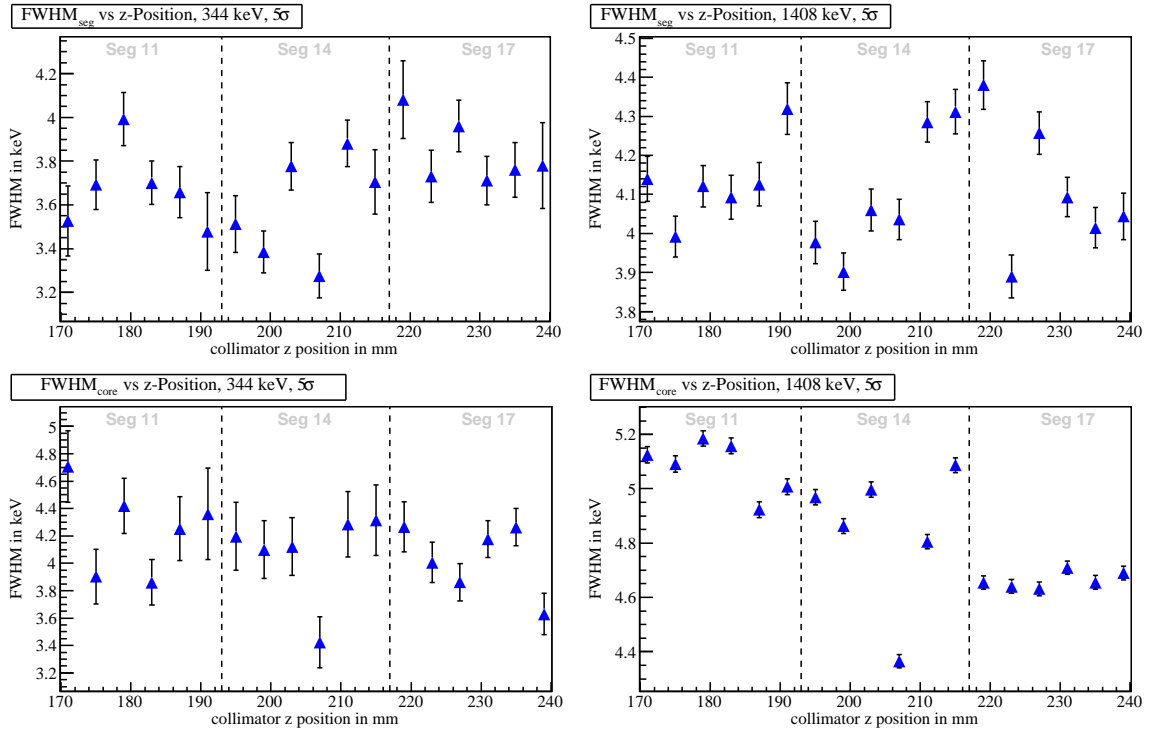 FWHM_seg vs z-Position, 344 keV, 5σ
Seg 11 Seg 14 Seg 17
FWHM in keV
4.2
4
3.8
3.6
3.4
3.2
170 180 190 200 210 220 230 240
collimator z position in mm
FWHM_seg vs z-Position, 1408 keV, 5σ
Seg 11 Seg 14 Seg 17
FWHM in keV
4.5
4.4
4.3
4.2
4.1
4
3.9
3.8
170 180 190 200 210 220 230 240
collimator z position in mm
FWHM_core vs z-Position, 344 keV, 5σ
Seg 11 Seg 14 Seg 17
FWHM in keV
5
4.8
4.6
4.4
4.2
4
3.8
3.6
3.4
3.2
170 180 190 200 210 220 230 240
collimator z position in mm
FWHM_core vs z-Position, 1408 keV, 5σ
Seg 11 Seg 14 Seg 17
FWHM in keV
5.2
5
4.8
4.6
4.4
170 180 190 200 210 220 230 240
collimator z position in mm